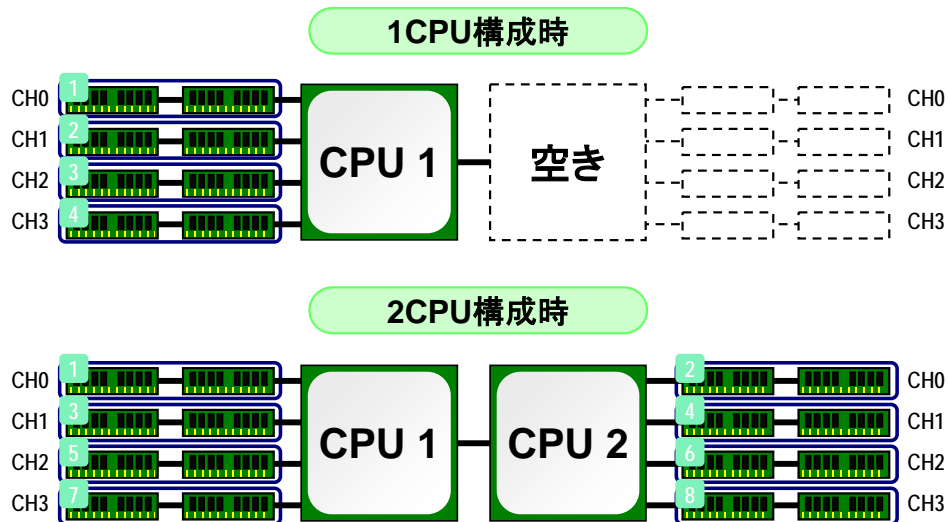 1CPU構成時
CH0 1 CH0
CH1 2 CH1
CPU 1 空き
CH2 3 CH2
CH3 4 CH3
2CPU構成時
CH0 1 2 CH0
CH1 3 4 CH1
CPU 1 CPU 2
CH2 5 6 CH2
CH3 7 8 CH3